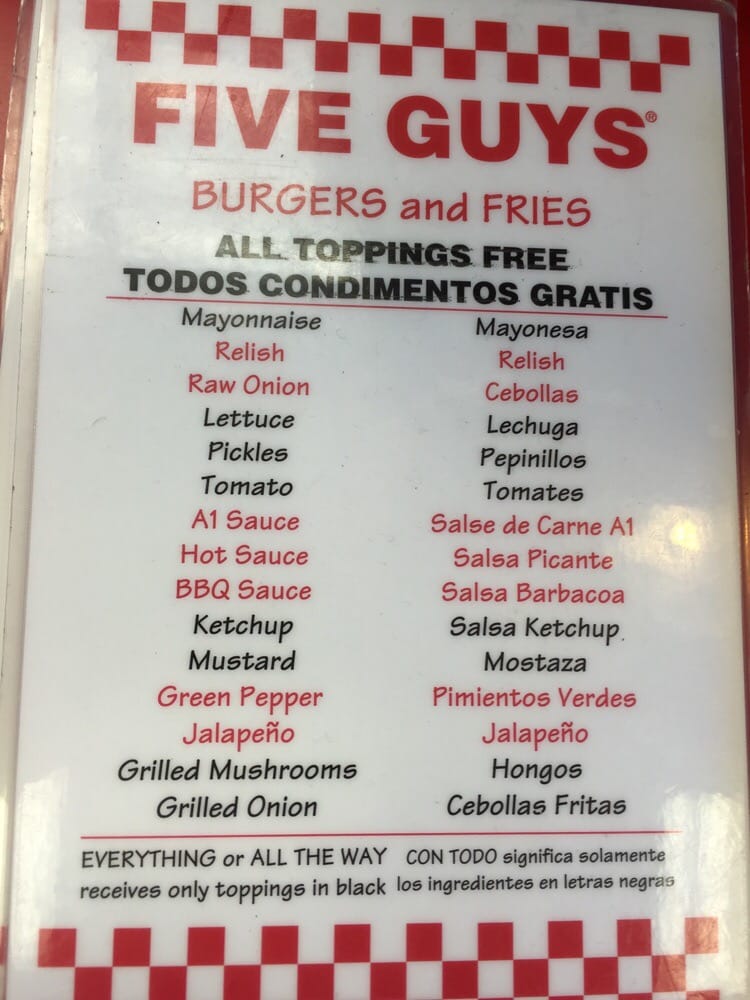 FIVE GUYS®
BURGERS and FRIES
ALL TOPPINGS FREE
TODOS CONDIMENTOS GRATIS
Mayonnaise Mayonesa
Relish Relish
Raw Onion Cebollas
Lettuce Lechuga
Pickles Pepinillos
Tomato Tomates
A1 Sauce Salse de Carne A1
Hot Sauce Salsa Picante
BBQ Sauce Salsa Barbacoa
Ketchup Salsa Ketchup
Mustard Mostaza
Green Pepper Pimientos Verdes
Jalapeño Jalapeño
Grilled Mushrooms Hongos
Grilled Onion Cebollas Fritas
EVERYTHING or ALL THE WAY CON TODO significa solamente
receives only toppings in black los ingredientes en letras negras